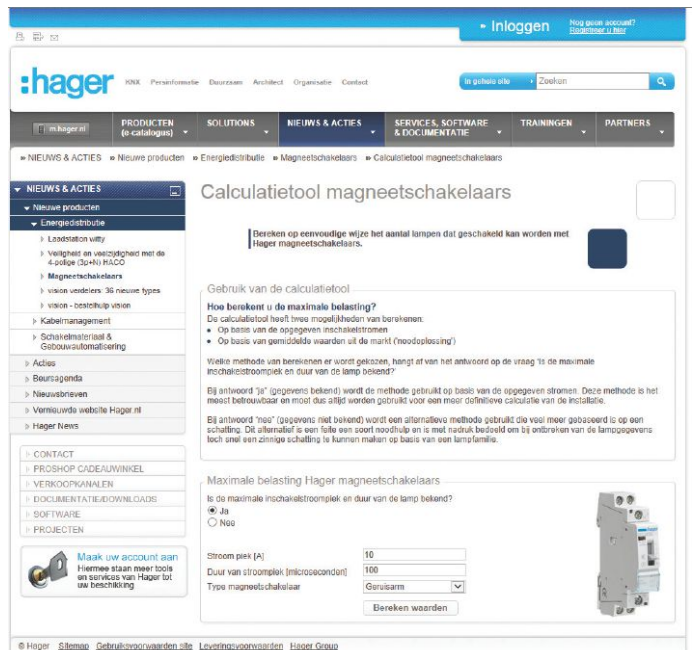 » Inloggen
Nog geen account?
Registreer u hier
:hager
KNX Persinformatie Duurzaam Architect Organisatie Contact
In gehele site
Zoeken
m.hager.nl
PRODUCTEN
(e-catalogus)
SOLUTIONS
NIEUWS & ACTIES
SERVICES, SOFTWARE
& DOCUMENTATIE
TRAININGEN
PARTNERS
» NIEUWS & ACTIES » Nieuwe producten » Energiedistributie » Magneetschakelaars » Calculatietool magneetschakelaars
NIEUWS & ACTIES
Nieuwe producten
Energiedistributie
Laadstation witty
Veiligheid en veelzijdigheid met de
4-polige (3p+N) HACO
Magneetschakelaars
vision verdelers: 36 nieuwe types
vision - bestelhulp vision
Kabelmanagement
Schakelmateriaal &
Gebouwautomatisering
Acties
Beursagenda
Nieuwsbrieven
Vernieuwde website Hager.nl
Hager News
CONTACT
PROSHOP CADEAUWINKEL
VERKOOPKANALEN
DOCUMENTATIE/DOWNLOADS
SOFTWARE
PROJECTEN
Maak uw account aan
Hiermee staan meer tools
en services van Hager tot
uw beschikking
Calculatietool magneetschakelaars
Bereken op eenvoudige wijze het aantal lampen dat geschakeld kan worden met
Hager magneetschakelaars.
Gebruik van de calculatietool
Hoe berekent u de maximale belasting?
De calculatietool heeft twee mogelijkheden van berekenen:
• Op basis van de opgegeven inschakelstromen
• Op basis van gemiddelde waarden uit de markt ('noodoplossing')
Welke methode van berekenen er wordt gekozen, hangt af van het antwoord op de vraag 'Is de maximale
inschakelstroompiek en duur van de lamp bekend?'
Bij antwoord "ja" (gegevens bekend) wordt de methode gebruikt op basis van de opgegeven stromen. Deze methode is het
meest betrouwbaar en moet dus altijd worden gebruikt voor een meer definitieve calculatie van de installatie.
Bij antwoord "nee" (gegevens niet bekend) wordt een alternatieve methode gebruikt die veel meer gebaseerd is op een
schatting. Dit alternatief is een feite een soort noodhulp en is met nadruk bedoeld om bij ontbreken van de lampgegevens
toch snel een zinnige schatting te kunnen maken op basis van een lampfamilie.
Maximale belasting Hager magneetschakelaars
Is de maximale inschakelstroompiek en duur van de lamp bekend?
Ja
Nee
Stroom piek [A] 10
Duur van stroompiek [microseconden] 100
Type magneetschakelaar Geruisarm
Bereken waarden
© Hager Sitemap Gebruiksvoorwaarden site Leveringsvoorwaarden Hager Group